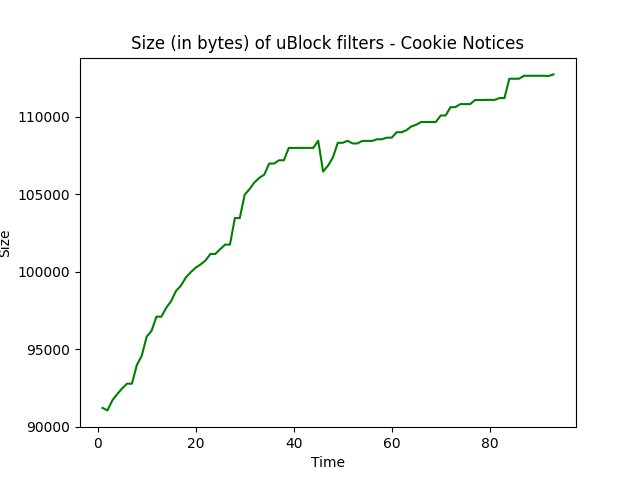 Size (in bytes) of uBlock filters - Cookie Notices
110000
105000
100000
95000
90000
Size
0 20 40 60 80
Time